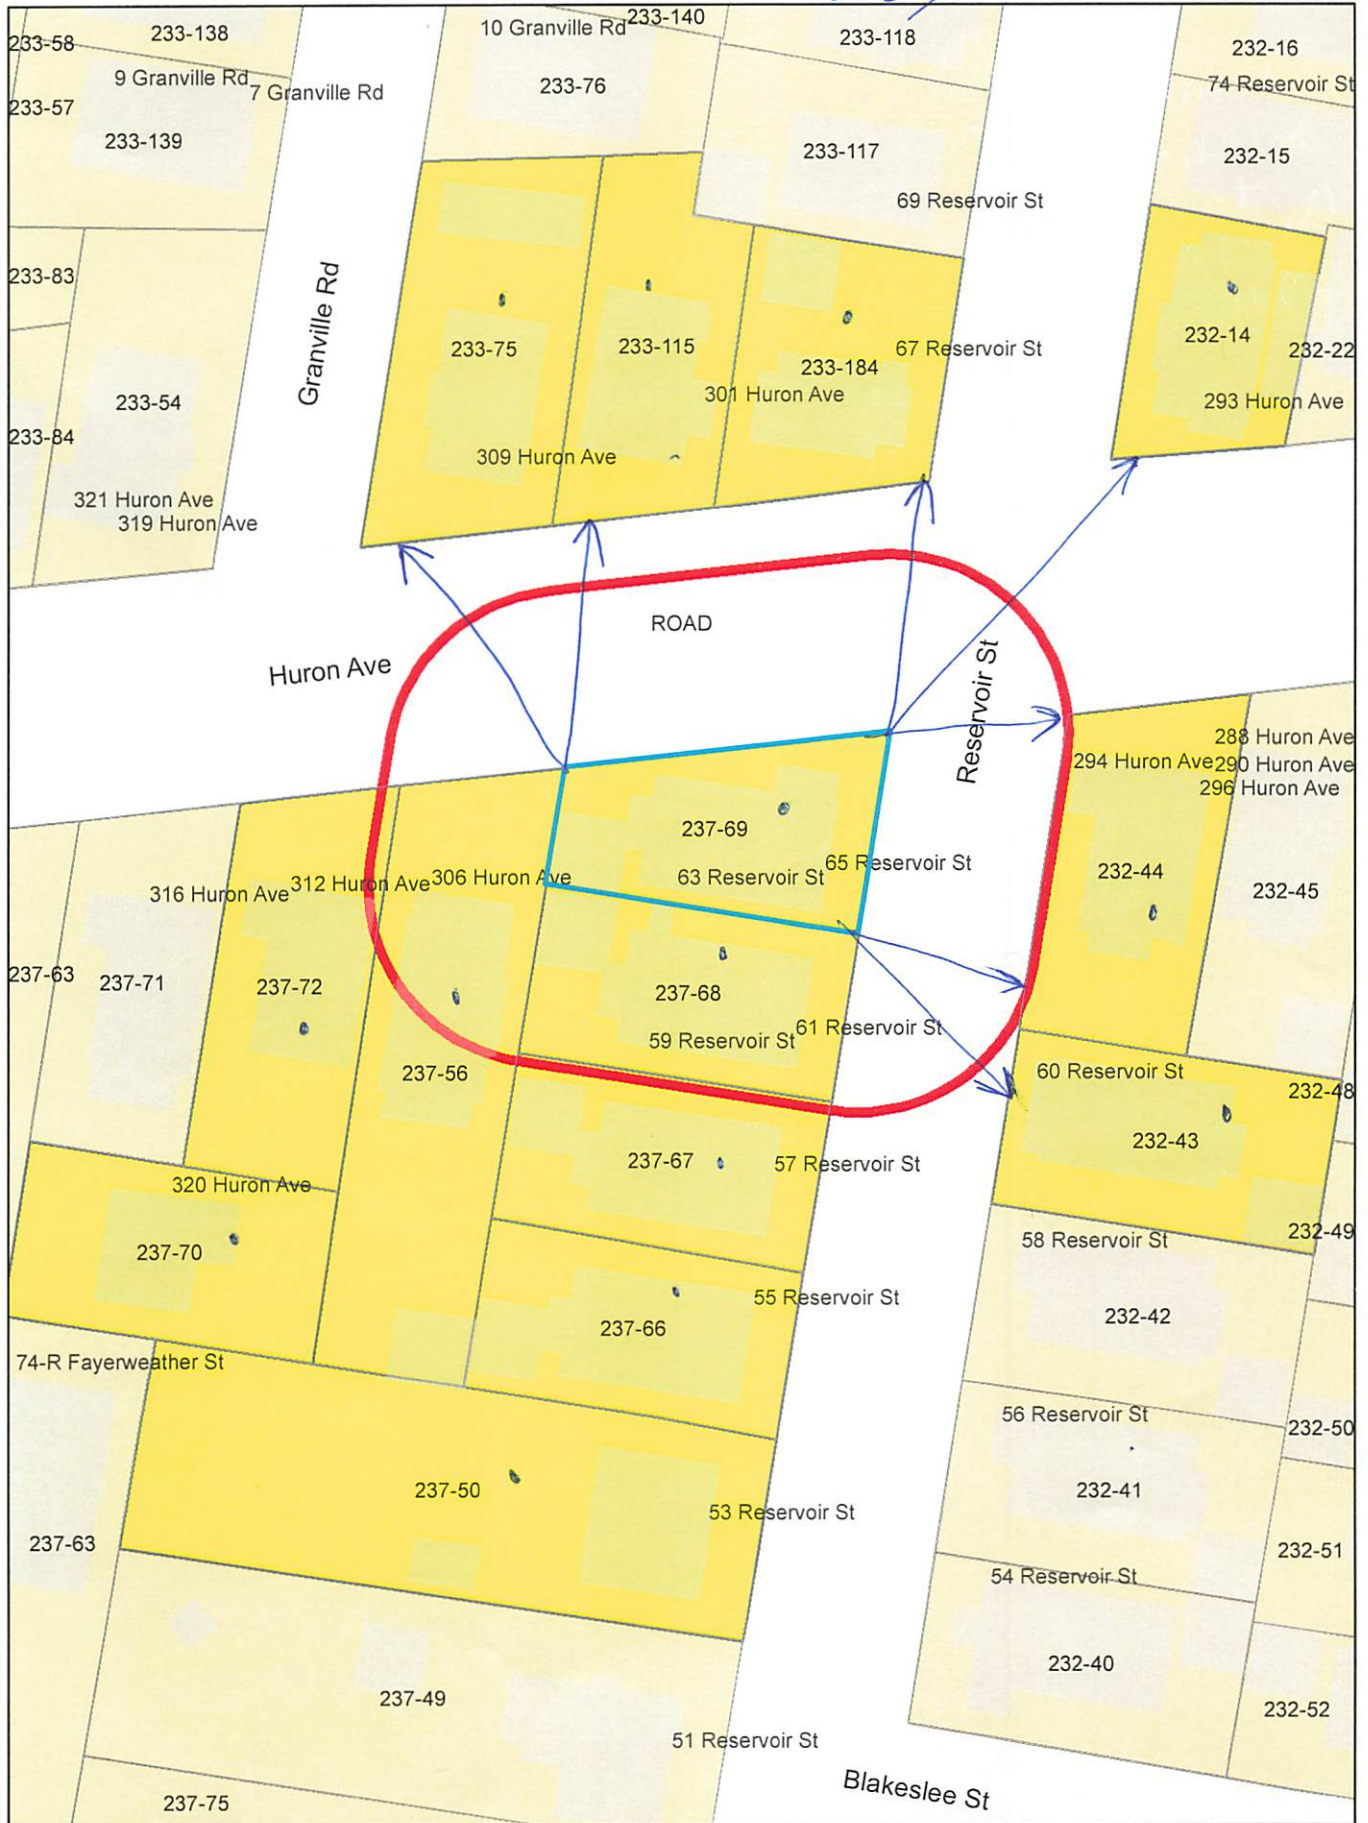 233-140
10 Granville Rd
233-58
233-138
233-118
232-16
9 Granville Rd
7 Granville Rd
233-76
74 Reservoir St
233-57
233-139
233-117
232-15
69 Reservoir St
233-83
Granville Rd
233-75
233-115
233-184
67 Reservoir St
232-14
232-22
301 Huron Ave
293 Huron Ave
233-54
233-84
309 Huron Ave
321 Huron Ave
319 Huron Ave
ROAD
Huron Ave
Reservoir St
288 Huron Ave
294 Huron Ave
290 Huron Ave
296 Huron Ave
237-69
65 Reservoir St
63 Reservoir St
316 Huron Ave
312 Huron Ave
306 Huron Ave
232-44
232-45
237-63
237-71
237-72
237-68
61 Reservoir St
59 Reservoir St
237-56
60 Reservoir St
232-48
232-43
237-67
57 Reservoir St
320 Huron Ave
237-70
58 Reservoir St
232-49
55 Reservoir St
237-66
232-42
74-R Fayerweather St
56 Reservoir St
232-50
237-50
232-41
53 Reservoir St
237-63
232-51
54 Reservoir St
232-40
237-49
232-52
51 Reservoir St
Blakeslee St
237-75